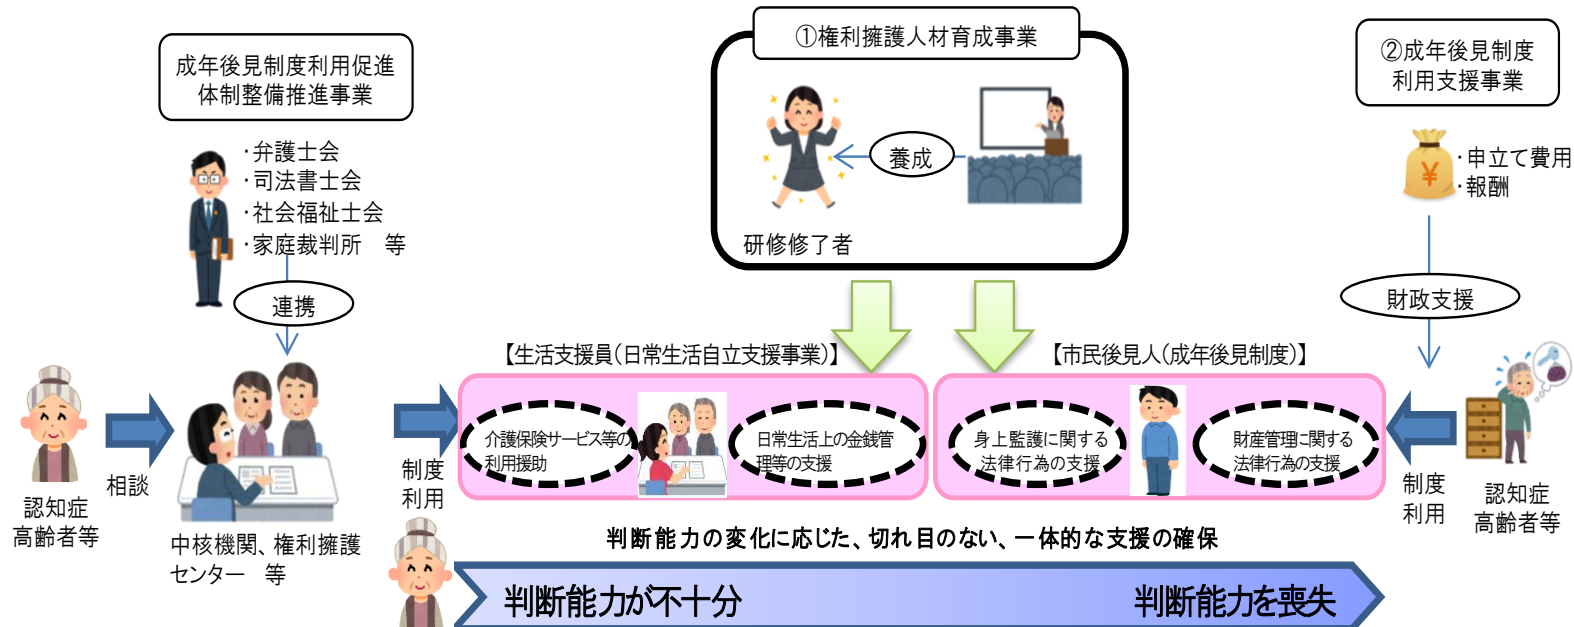 ①権利擁護人材育成事業
成年後見制度利用促進
体制整備推進事業
②成年後見制度
利用支援事業
・弁護士会
・司法書士会
・社会福祉士会
・家庭裁判所　等
養成
・申立て費用
・報酬
研修修了者
連携
財政支援
【生活支援員(日常生活自立支援事業)】
【市民後見人(成年後見制度)】
介護保険サービス等の
利用援助
日常生活上の金銭管
理等の支援
身上監護に関する
法律行為の支援
財産管理に関する
法律行為の支援
相談
制度
利用
制度
利用
認知症
高齢者等
認知症
高齢者等
中核機関、権利擁護
センター　等
判断能力の変化に応じた、切れ目のない、一体的な支援の確保
判断能力が不十分
判断能力を喪失
¥